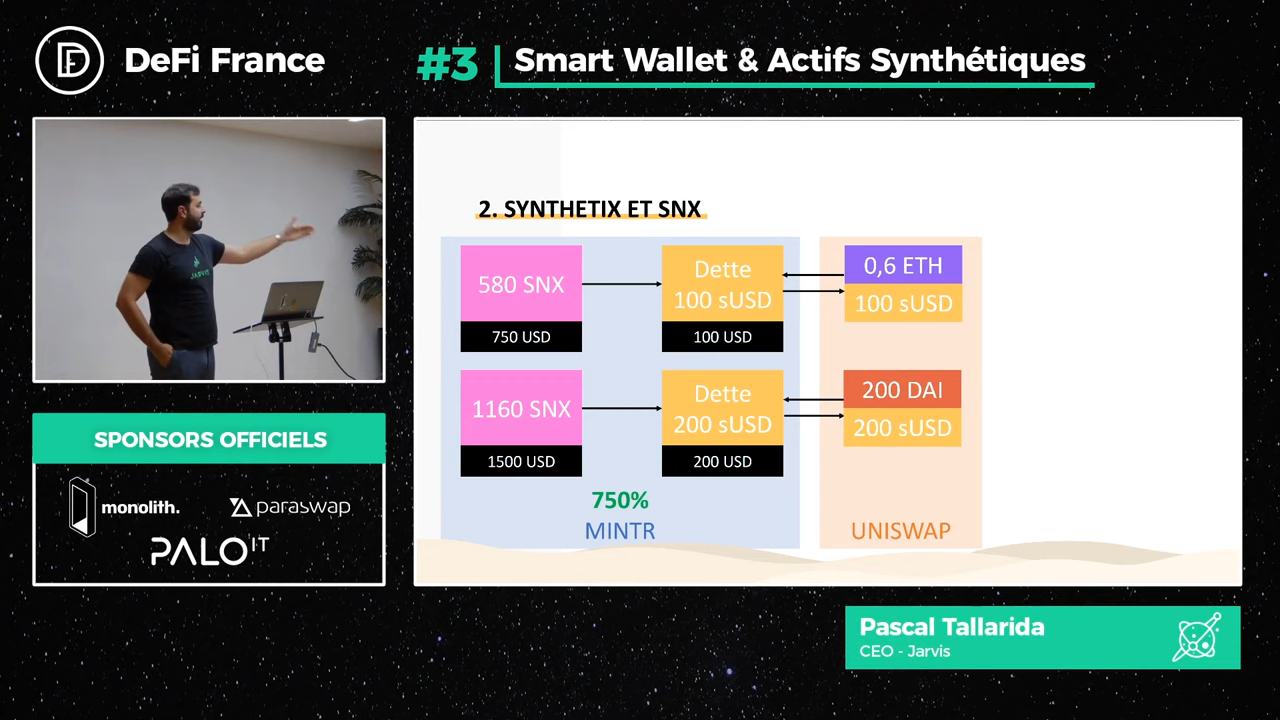 DeFi France
#3
Smart Wallet & Actifs Synthétiques
JARVIS
SPONSORS OFFICIELS
monolith.
paraswap
PALO IT
2. SYNTHETIX ET SNX
580 SNX
750 USD
Dette
100 sUSD
100 USD
0,6 ETH
100 sUSD
1160 SNX
1500 USD
Dette
200 sUSD
200 USD
200 DAI
200 sUSD
750%
MINTR
UNISWAP
Pascal Tallarida
CEO - Jarvis